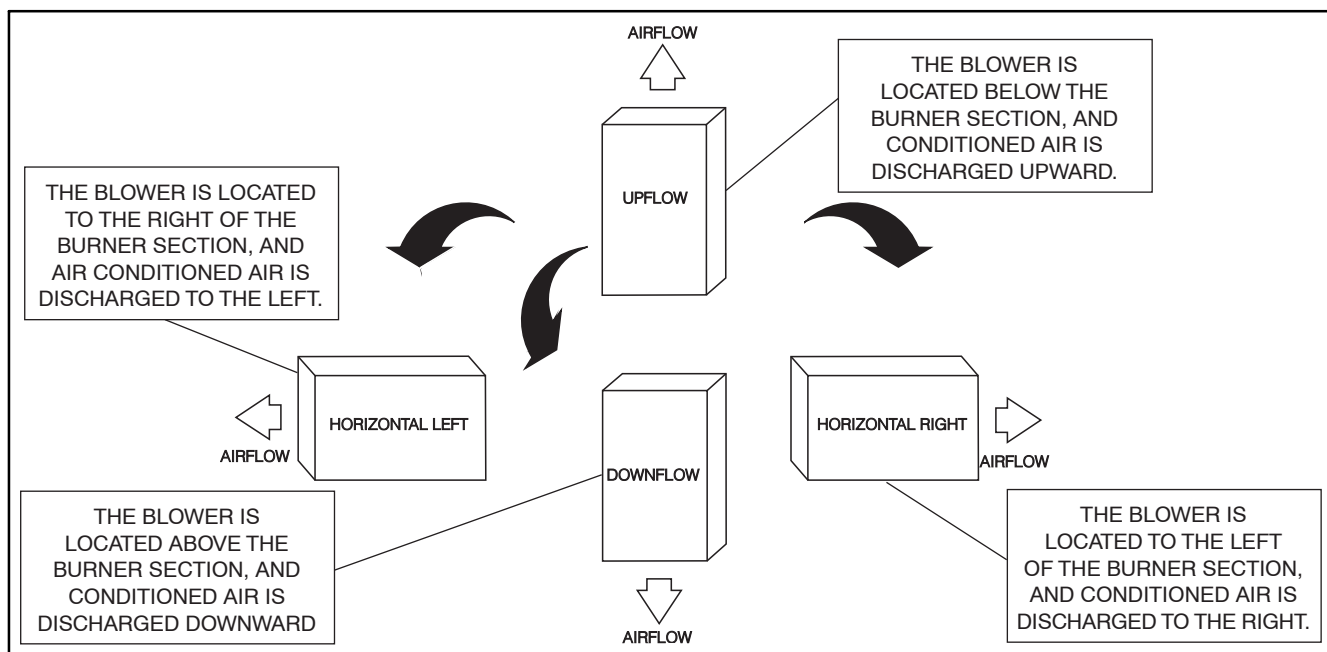 AIRFLOW
THE BLOWER IS
LOCATED BELOW THE
BURNER SECTION, AND
CONDITIONED AIR IS
DISCHARGED UPWARD.
THE BLOWER IS LOCATED
TO THE RIGHT OF THE
BURNER SECTION, AND
AIR CONDITIONED AIR IS
DISCHARGED TO THE LEFT.
UPFLOW
HORIZONTAL LEFT
AIRFLOW
DOWNFLOW
HORIZONTAL RIGHT
AIRFLOW
THE BLOWER IS
LOCATED ABOVE THE
BURNER SECTION, AND
CONDITIONED AIR IS
DISCHARGED DOWNWARD
AIRFLOW
THE BLOWER IS
LOCATED TO THE LEFT
OF THE BURNER SECTION,
AND CONDITIONED AIR IS
DISCHARGED TO THE RIGHT.